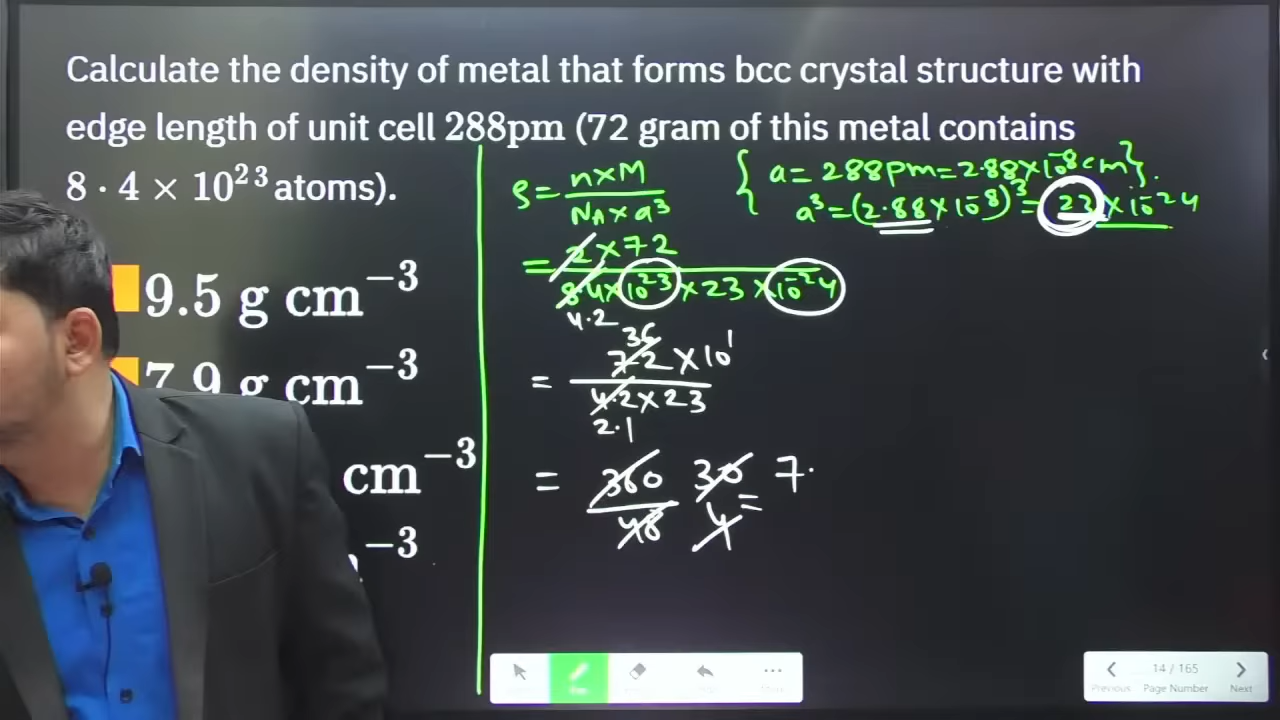 Calculate the density of metal that forms bcc crystal structure with
edge length of unit cell 288pm (72 gram of this metal contains
8 · 4 × 10²³ atoms).
9.5 g cm⁻³
7.9 g cm⁻³
cm⁻³
⁻³
ρ = n×M / N_A × a³
{ a = 288pm = 2.88×10⁻⁸cm }.
a³ = (2.88×10⁻⁸)³ = 23 ×10⁻²⁴
= 2×72 / 84×10²³×23×10⁻²⁴
4.2
36
= 72×10¹ / 4.2×23
2.1
= 360 / 48 30 / 4 = 7.
14 / 165
Previous Page Number Next